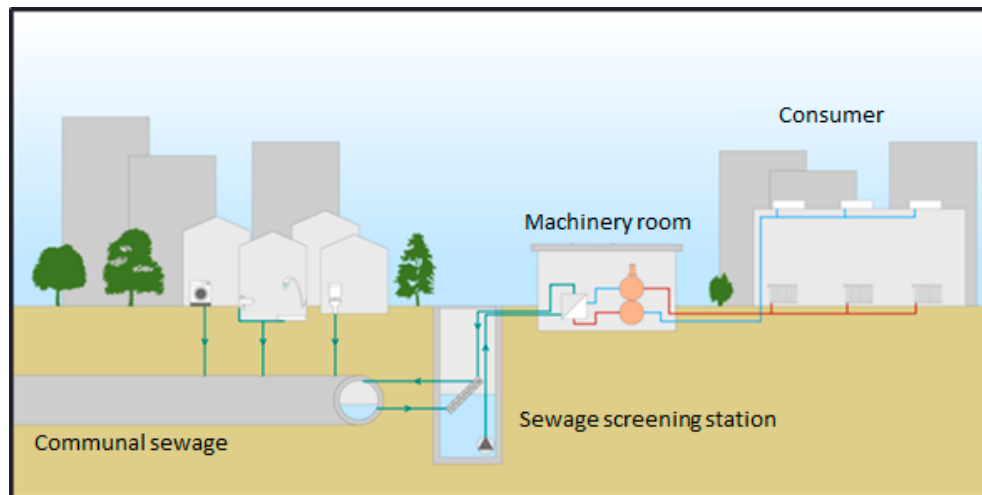 Consumer
Machinery room
Sewage screening station
Communal sewage